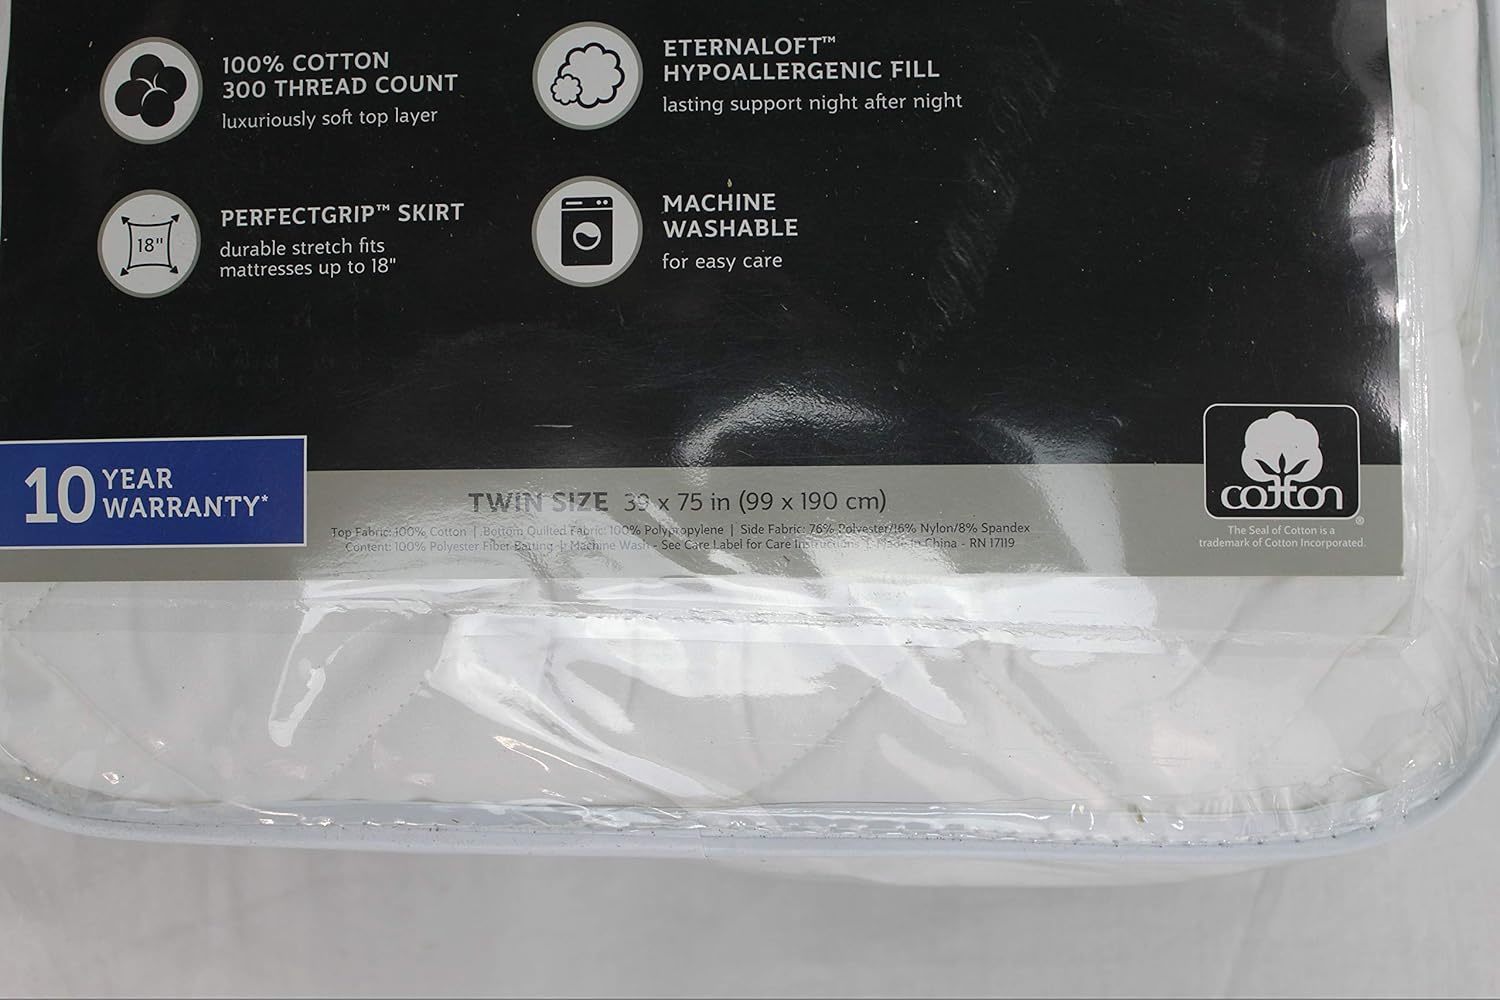 100% COTTON
300 THREAD COUNT
luxuriously soft top layer
ETERNALOFT™
HYPOALLERGENIC FILL
lasting support night after night
18"
PERFECTGRIP™ SKIRT
durable stretch fits
mattresses up to 18"
MACHINE
WASHABLE
for easy care
10 YEAR
WARRANTY*
TWIN SIZE 39 x 75 in (99 x 190 cm)
Top Fabric: 100% Cotton | Bottom Quilted Fabric: 100% Polypropylene | Side Fabric: 76% Polyester/16% Nylon/8% Spandex
Content: 100% Polyester Fiber Batting | Machine Wash - See Care Label for Care Instructions | Made in China - RN 17119
cotton
®
The Seal of Cotton is a
trademark of Cotton Incorporated.